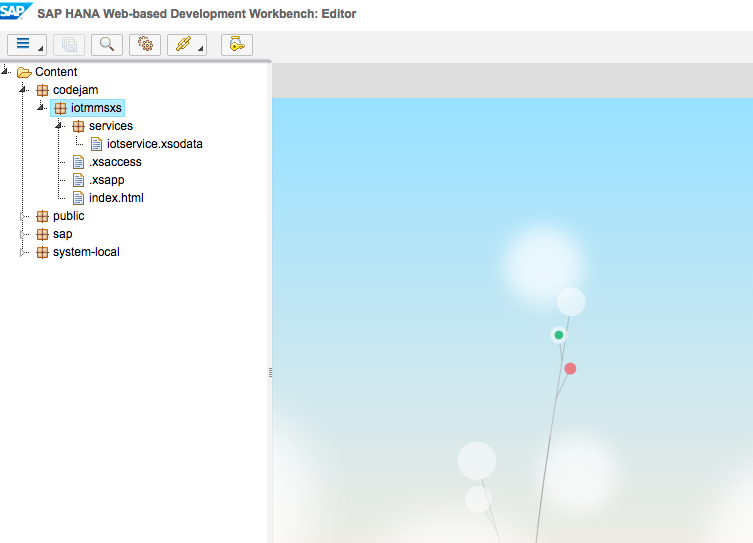 SAP SAP HANA Web-based Development Workbench: Editor
Content
codejam
iotmmsxs
services
iotservice.xsodata
.xsaccess
.xsapp
index.html
public
sap
system-local